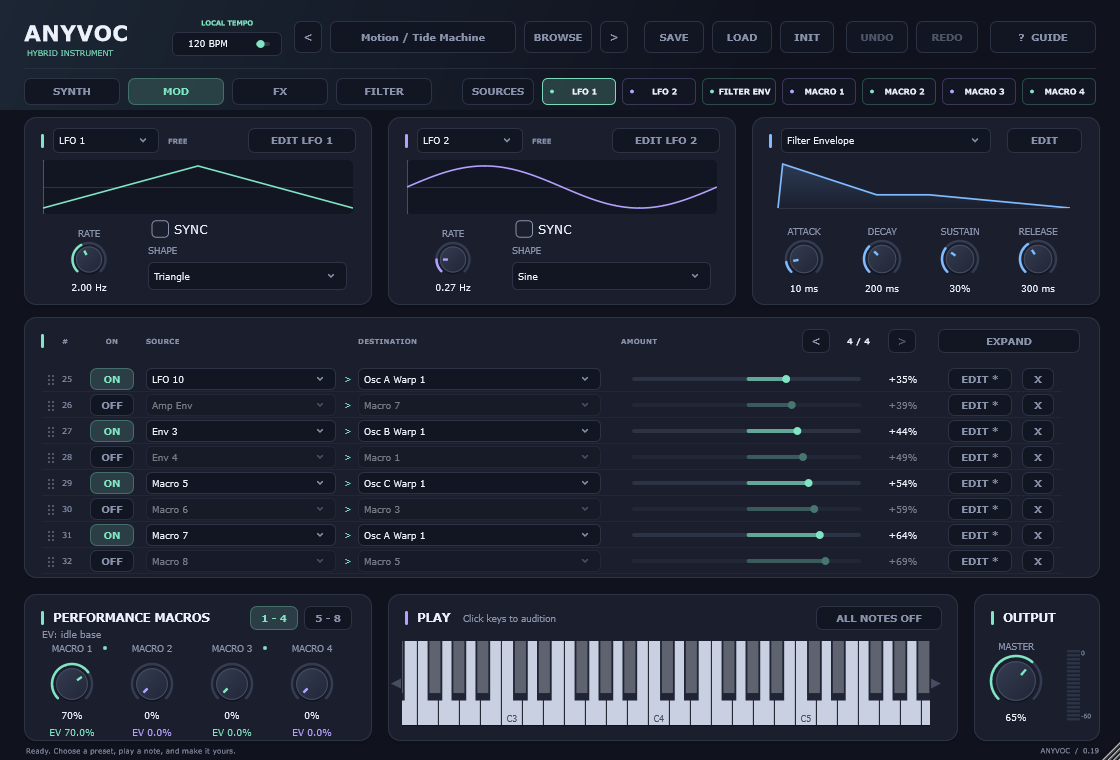 ANYVOC
HYBRID INSTRUMENT
LOCAL TEMPO
120 BPM
< Motion / Tide Machine BROWSE > SAVE LOAD INIT UNDO REDO ? GUIDE
SYNTH MOD FX FILTER SOURCES LFO 1 LFO 2 FILTER ENV MACRO 1 MACRO 2 MACRO 3 MACRO 4
LFO 1 FREE EDIT LFO 1
RATE SYNC
SHAPE
2.00 Hz Triangle
LFO 2 FREE EDIT LFO 2
RATE SYNC
SHAPE
0.27 Hz Sine
Filter Envelope EDIT
ATTACK DECAY SUSTAIN RELEASE
10 ms 200 ms 30% 300 ms
# ON SOURCE DESTINATION AMOUNT < 4 / 4 > EXPAND
25 ON LFO 10 > Osc A Warp 1 +35% EDIT * X
26 OFF Amp Env > Macro 7 +39% EDIT * X
27 ON Env 3 > Osc B Warp 1 +44% EDIT * X
28 OFF Env 4 > Macro 1 +49% EDIT * X
29 ON Macro 5 > Osc C Warp 1 +54% EDIT * X
30 OFF Macro 6 > Macro 3 +59% EDIT * X
31 ON Macro 7 > Osc A Warp 1 +64% EDIT * X
32 OFF Macro 8 > Macro 5 +69% EDIT * X
PERFORMANCE MACROS 1 - 4 5 - 8
EV: idle base
MACRO 1 MACRO 2 MACRO 3 MACRO 4
70% 0% 0% 0%
EV 70.0% EV 0.0% EV 0.0% EV 0.0%
PLAY Click keys to audition ALL NOTES OFF
C3 C4 C5
OUTPUT
MASTER
0
-60
65%
Ready. Choose a preset, play a note, and make it yours.
ANYVOC / 0.19